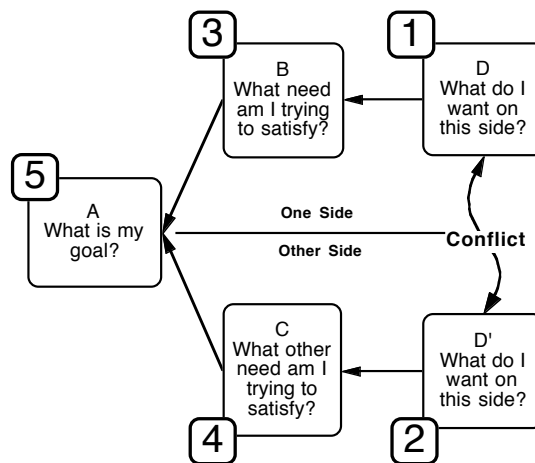 3
B
What need
am I trying
to satisfy?
1
D
What do I
want on
this side?
5
A
What is my
goal?
One Side
Other Side
Conflict
C
What other
need am I
trying to
satisfy?
4
D'
What do I
want on
this side?
2